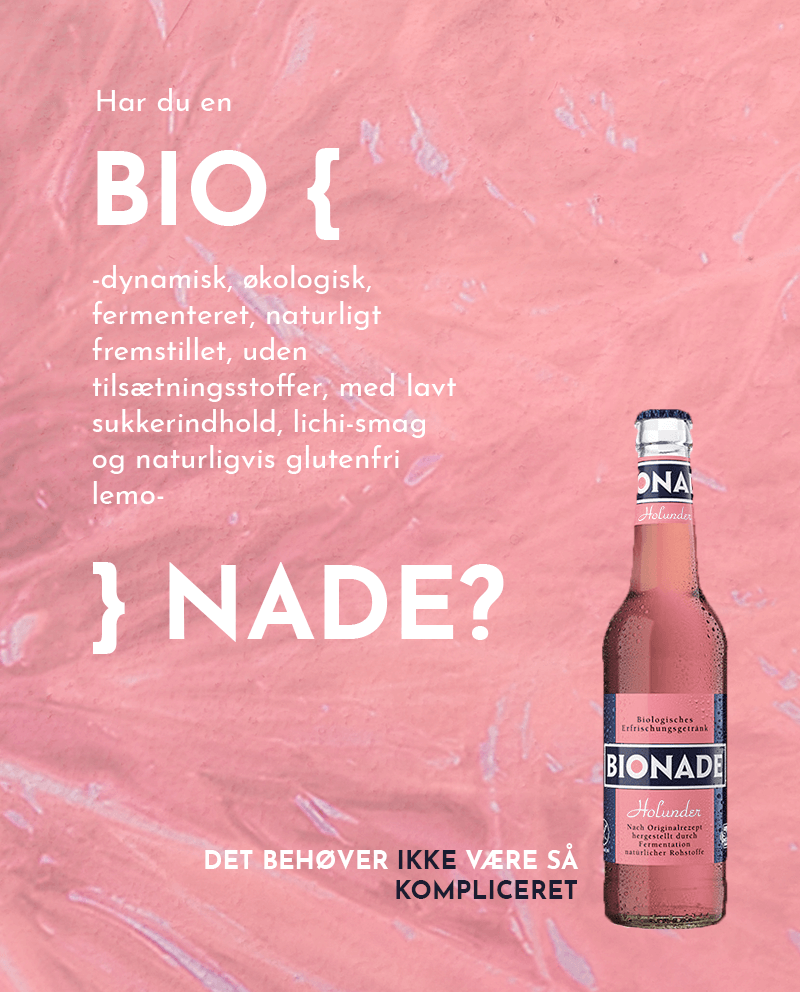 Har du en
BIO {
-dynamisk, økologisk,
fermenteret, naturligt
fremstillet, uden
tilsætningsstoffer, med lavt
sukkerindhold, lichi-smag
og naturligvis glutenfri
lemo-
} NADE?
ONA
Holunder
Biologisches
Erfrischungsgetränk
BIONADE
Holunder
Nach Originalrezept
hergestellt durch
Fermentation
natürlicher Rohstoffe
DET BEHØVER IKKE VÆRE SÅ
KOMPLICERET